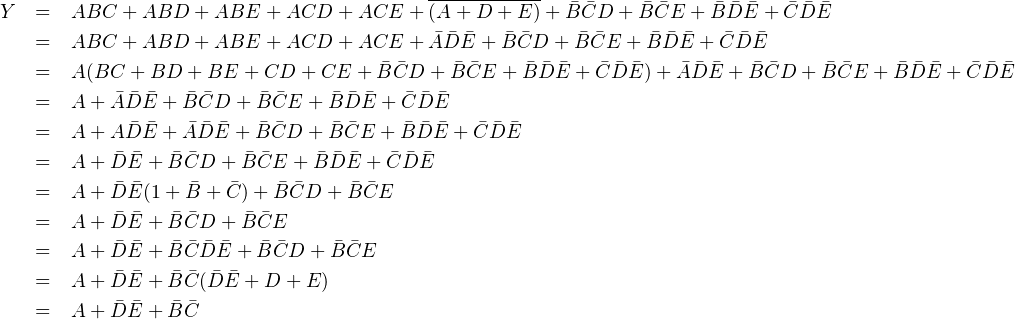 Y = ABC + ABD + ABE + ACD + ACE + \overline{(A + D + E)} + B̄C̄D + B̄C̄E + B̄D̄Ē + C̄D̄Ē
= ABC + ABD + ABE + ACD + ACE + ĀD̄Ē + B̄C̄D + B̄C̄E + B̄D̄Ē + C̄D̄Ē
= A(BC + BD + BE + CD + CE + B̄C̄D + B̄C̄E + B̄D̄Ē + C̄D̄Ē) + ĀD̄Ē + B̄C̄D + B̄C̄E + B̄D̄Ē + C̄D̄Ē
= A + ĀD̄Ē + B̄C̄D + B̄C̄E + B̄D̄Ē + C̄D̄Ē
= A + AD̄Ē + ĀD̄Ē + B̄C̄D + B̄C̄E + B̄D̄Ē + C̄D̄Ē
= A + D̄Ē + B̄C̄D + B̄C̄E + B̄D̄Ē + C̄D̄Ē
= A + D̄Ē(1 + B̄ + C̄) + B̄C̄D + B̄C̄E
= A + D̄Ē + B̄C̄D + B̄C̄E
= A + D̄Ē + B̄C̄D̄Ē + B̄C̄D + B̄C̄E
= A + D̄Ē + B̄C̄(D̄Ē + D + E)
= A + D̄Ē + B̄C̄